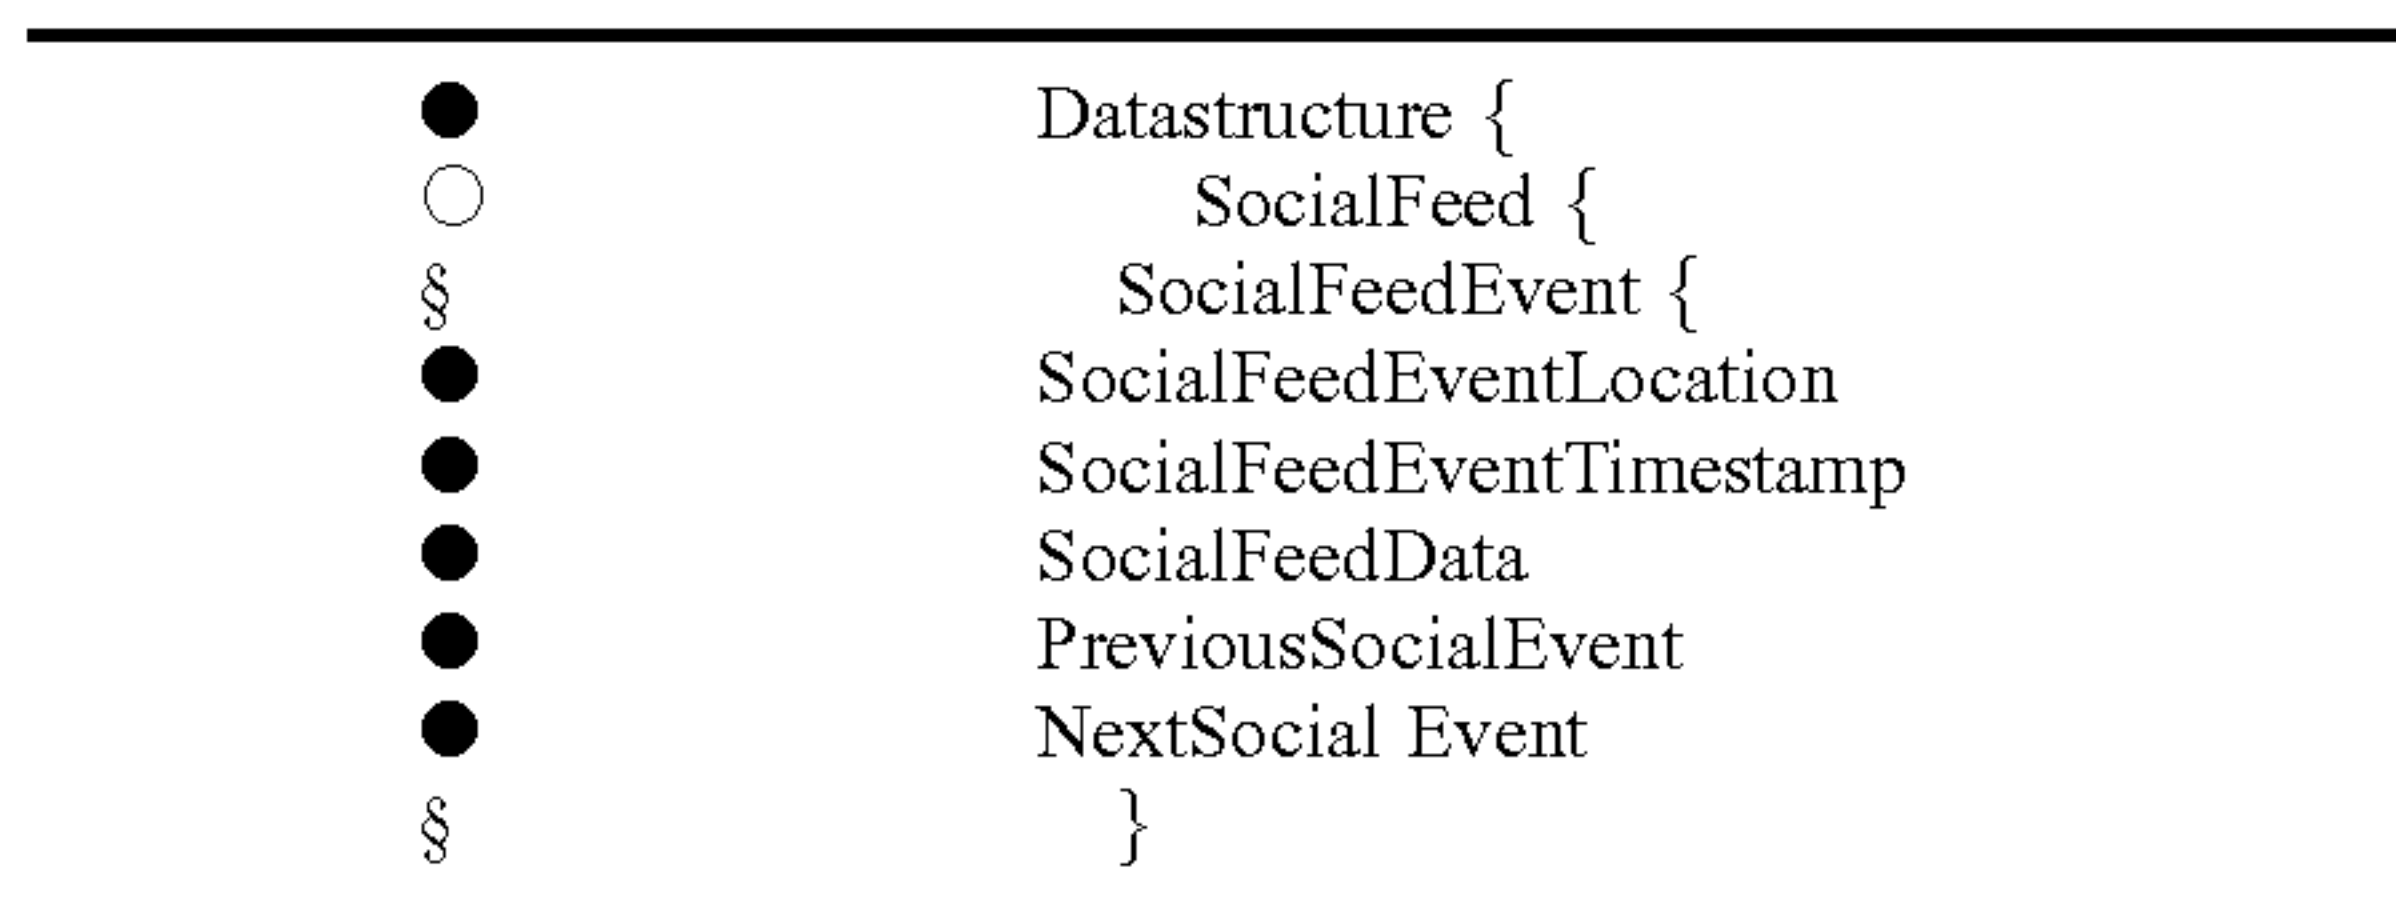 ● Datastructure {
○ SocialFeed {
§ SocialFeedEvent {
● SocialFeedEventLocation
● SocialFeedEventTimestamp
● SocialFeedData
● PreviousSocialEvent
● NextSocial Event
§ }